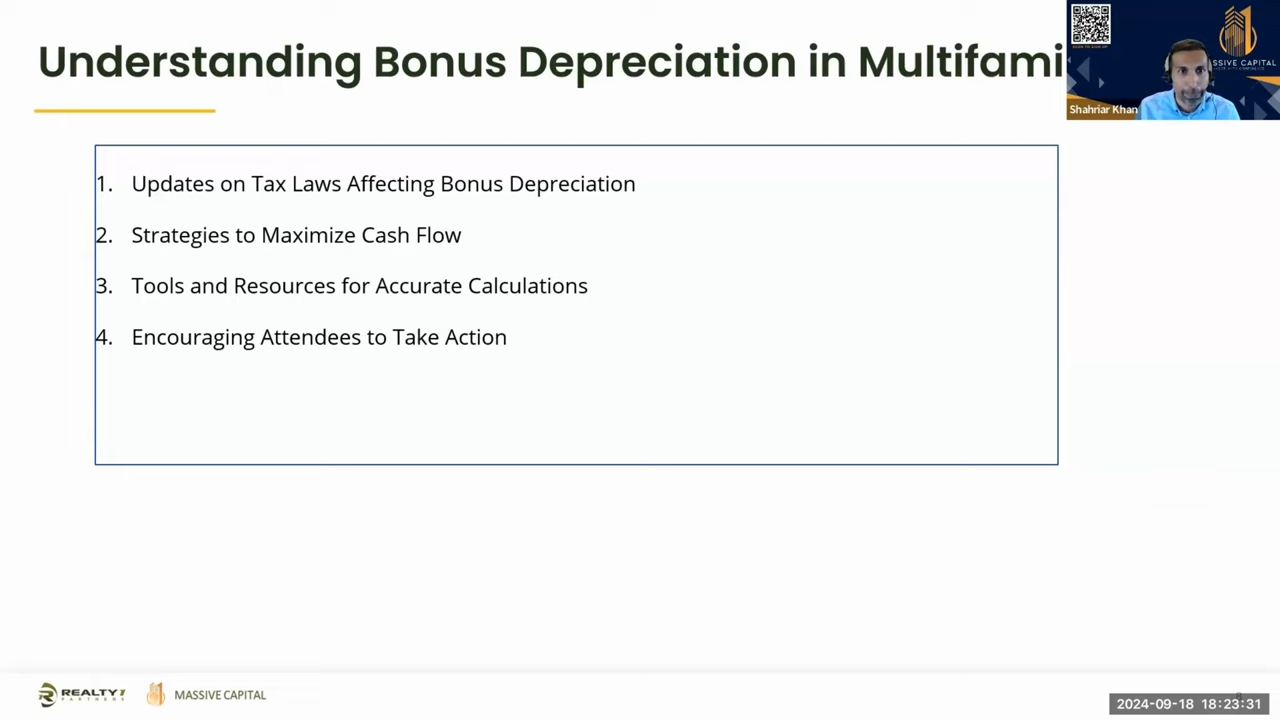 Understanding Bonus Depreciation in Multifami
1. Updates on Tax Laws Affecting Bonus Depreciation
2. Strategies to Maximize Cash Flow
3. Tools and Resources for Accurate Calculations
4. Encouraging Attendees to Take Action
SSIVE CAPITAL
Shahriar Khan
REALTY1
PARTNERS
MASSIVE CAPITAL
2024-09-18 18:23:31